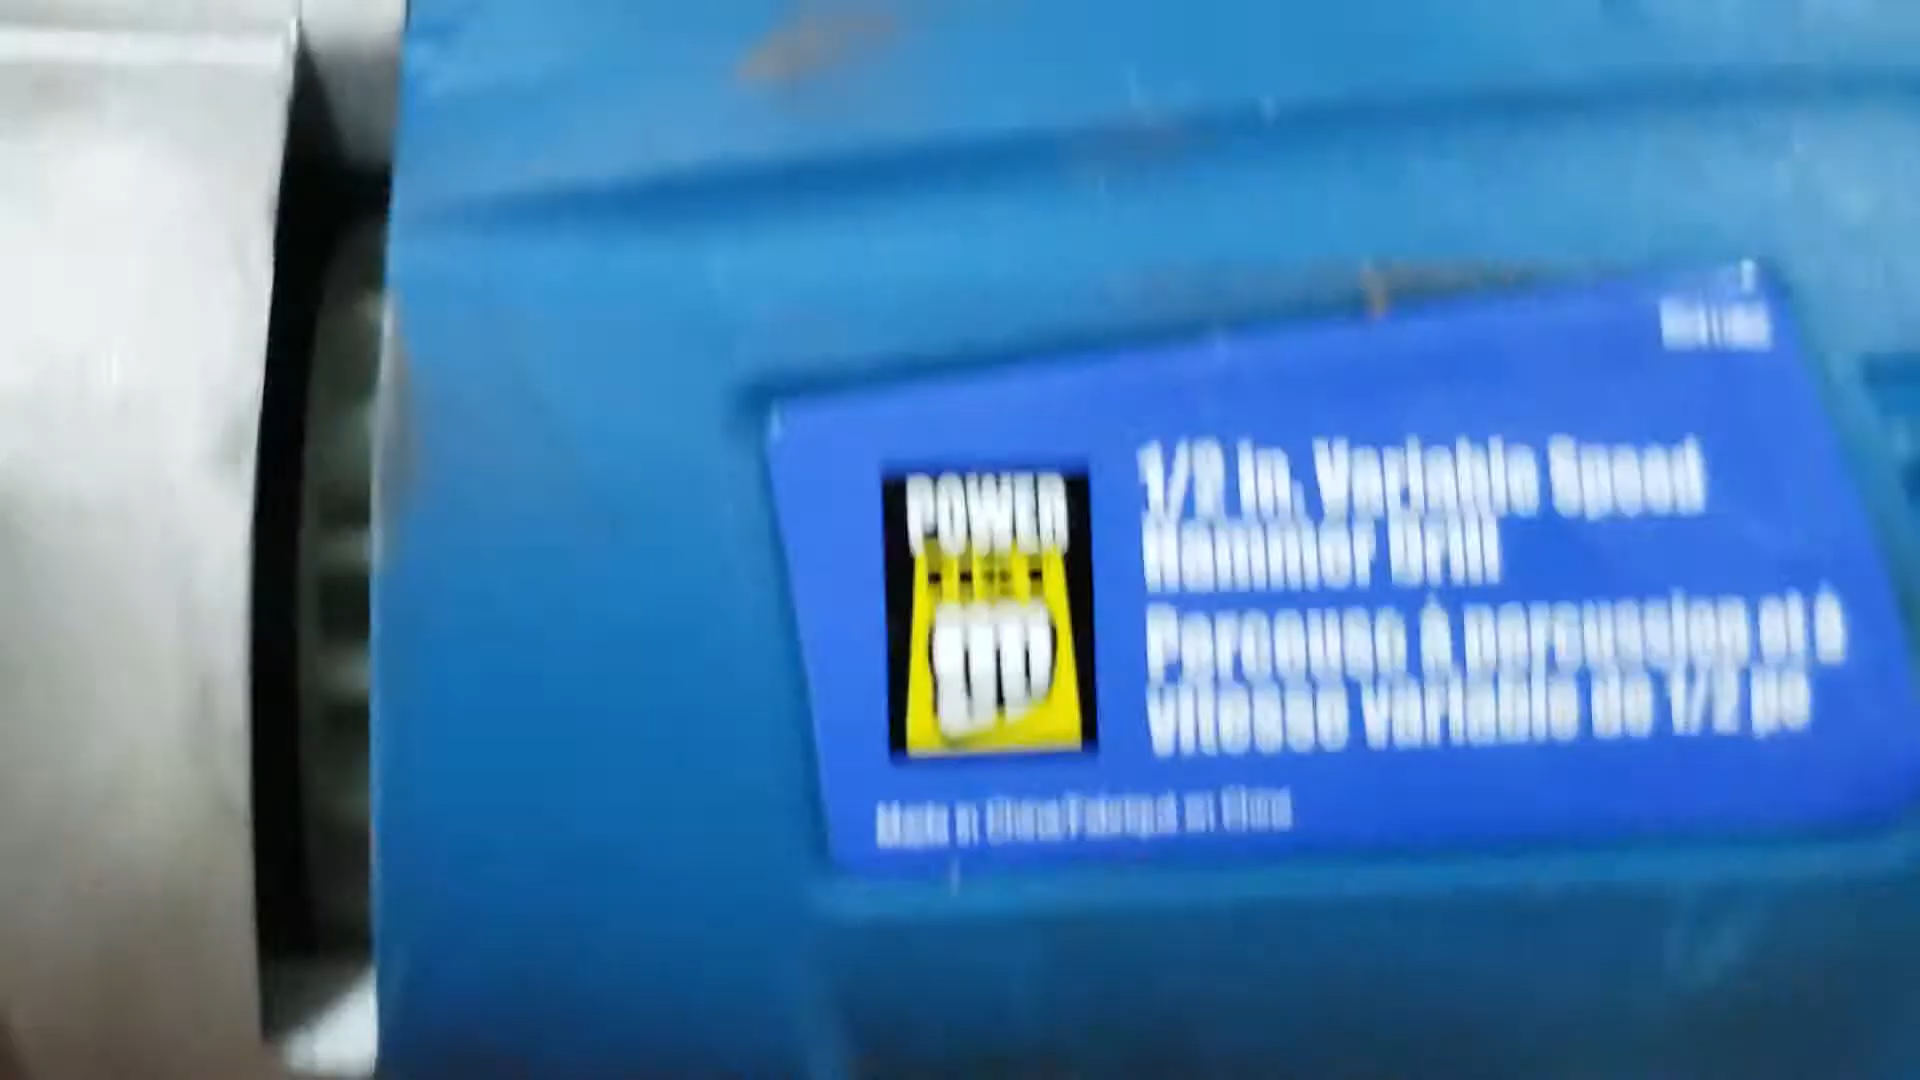 POWER
1/2 in. Variable Speed
Hammer Drill
Perceuse à percussion et à
vitesse variable de 1/2 po
Made in China/Fabriqué en Chine